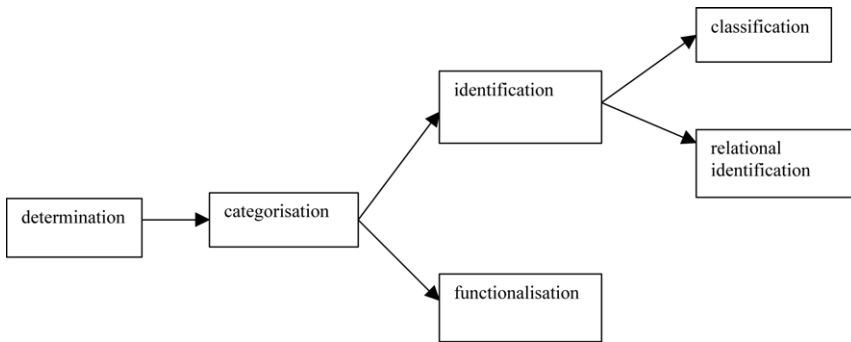 classification
identification
relational
identification
determination
categorisation
functionalisation